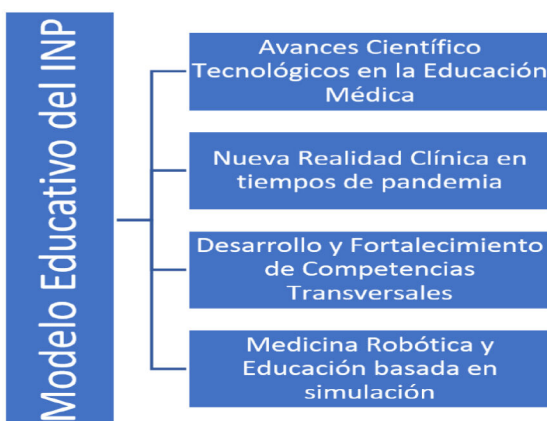 Modelo Educativo del INP
Avances Científico
Tecnológicos en la Educación
Médica
Nueva Realidad Clínica en
tiempos de pandemia
Desarrollo y Fortalecimiento
de Competencias
Transversales
Medicina Robótica y
Educación basada en
simulación